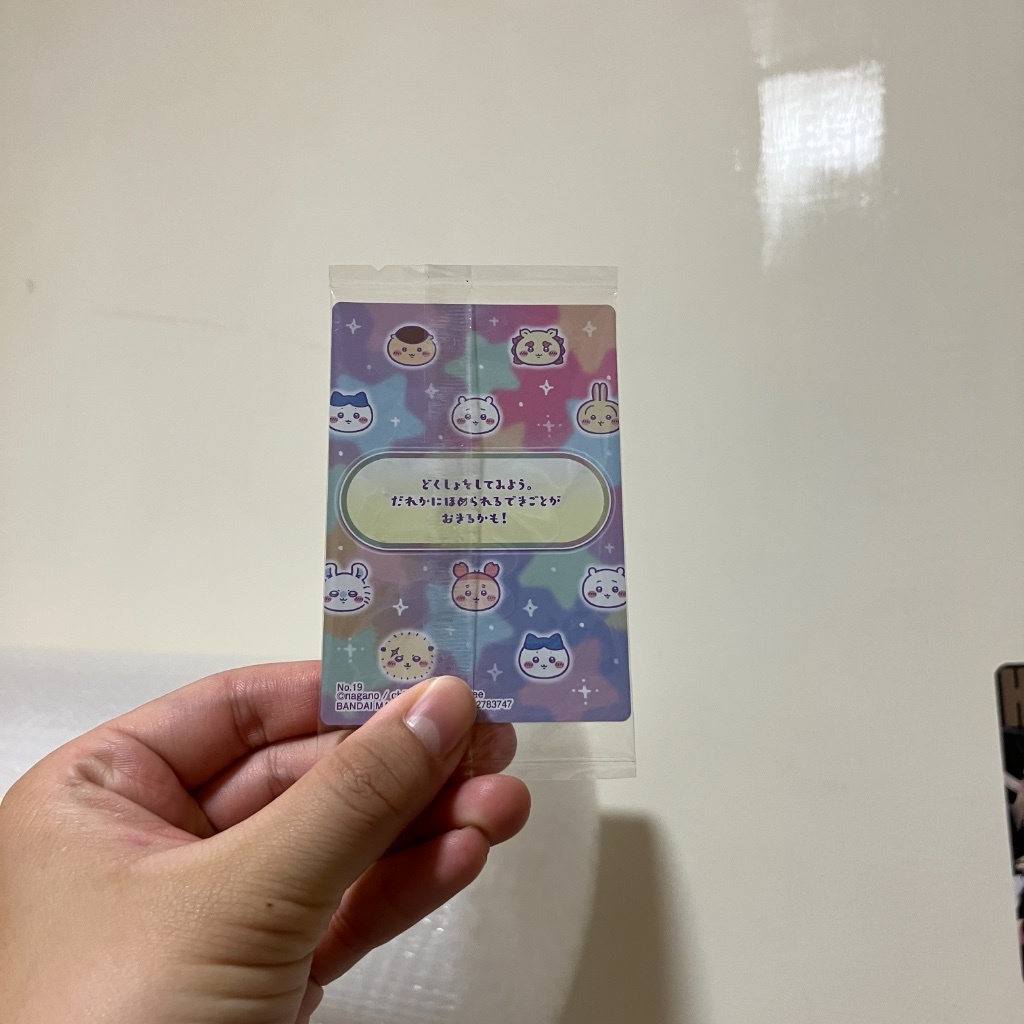 どくしょをしてみよう。
だれかにほめられるできごとが
おきるかも!
No.19
©nagano /
BANDAI
2783747